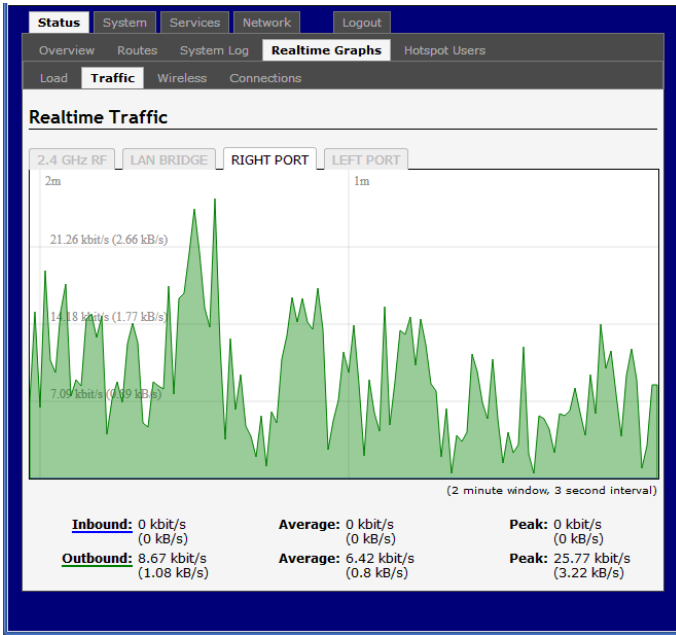 Status System Services Network Logout
Overview Routes System Log Realtime Graphs Hotspot Users
Load Traffic Wireless Connections
Realtime Traffic
2.4 GHz RF LAN BRIDGE RIGHT PORT LEFT PORT
2m 1m
21.26 kbit/s (2.66 kB/s)
14.18 kbit/s (1.77 kB/s)
7.09 kbit/s (0.89 kB/s)
(2 minute window, 3 second interval)
Inbound: 0 kbit/s Average: 0 kbit/s Peak: 0 kbit/s
(0 kB/s) (0 kB/s) (0 kB/s)
Outbound: 8.67 kbit/s Average: 6.42 kbit/s Peak: 25.77 kbit/s
(1.08 kB/s) (0.8 kB/s) (3.22 kB/s)